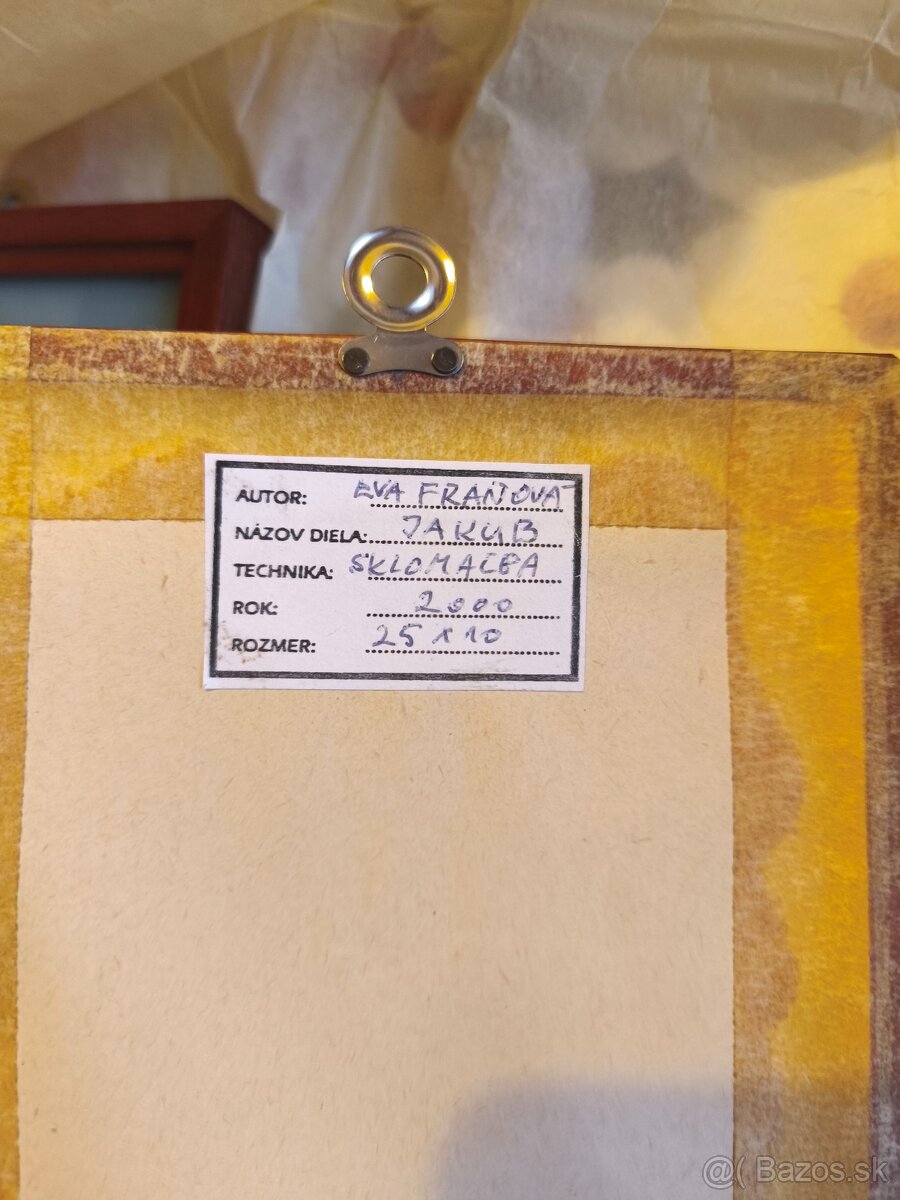 AUTOR: EVA FRAŇOVÁ
NÁZOV DIELA: JAKUB
TECHNIKA: SKLOMAĽBA
ROK: 2000
ROZMER: 25 x 10
@( Bazos.sk